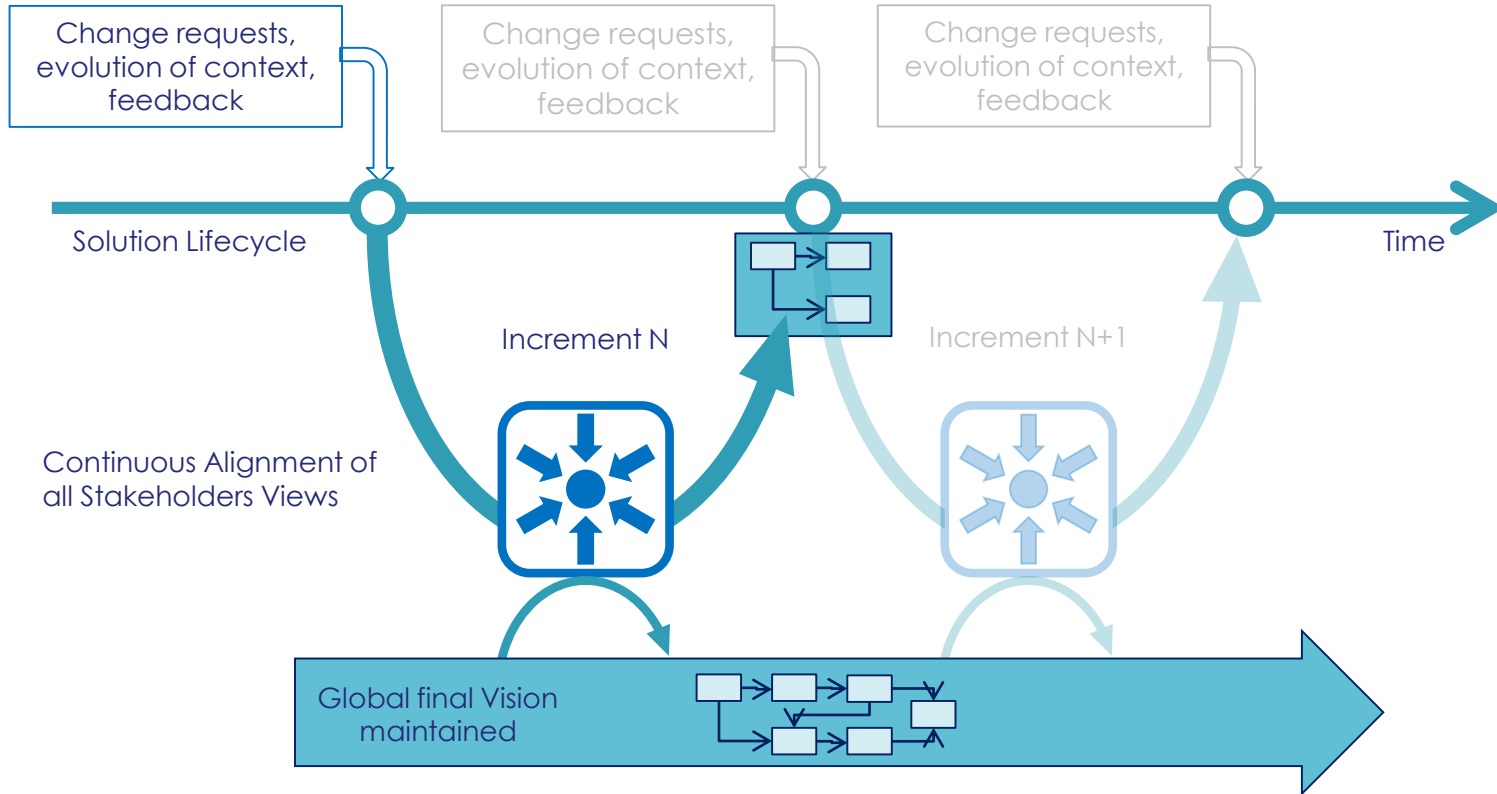 Change requests,
evolution of context,
feedback
Change requests,
evolution of context,
feedback
Change requests,
evolution of context,
feedback
Solution Lifecycle
Time
Increment N
Increment N+1
Continuous Alignment of
all Stakeholders Views
Global final Vision
maintained